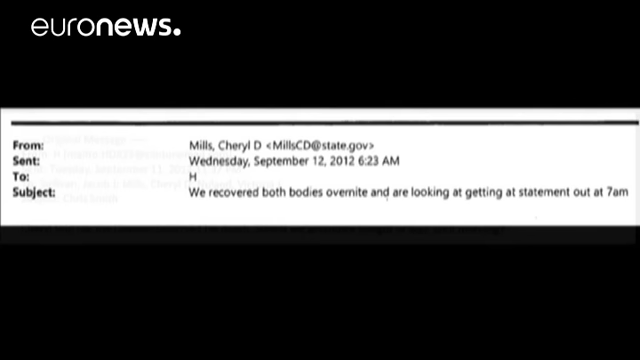 euronews.
From: Mills, Cheryl D <MillsCD@state.gov>
Sent: Wednesday, September 12, 2012 6:23 AM
To: H
Subject: We recovered both bodies overnite and are looking at getting at statement out at 7am